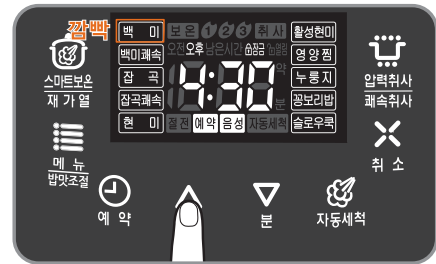 깜빡
백 미
보온 1 2 3 취사
활성현미
스마트보온
재가열
백미쾌속
오전 오후 남은시간 잠금
영양찜
압력취사
쾌속취사
잡 곡
4:30
약
누룽지
잡곡쾌속
분
꽁보리밥
현 미
절전 예약 음성 자동세척
슬로우쿡
메 뉴
밥맛조절
취 소
예 약
분
자동세척